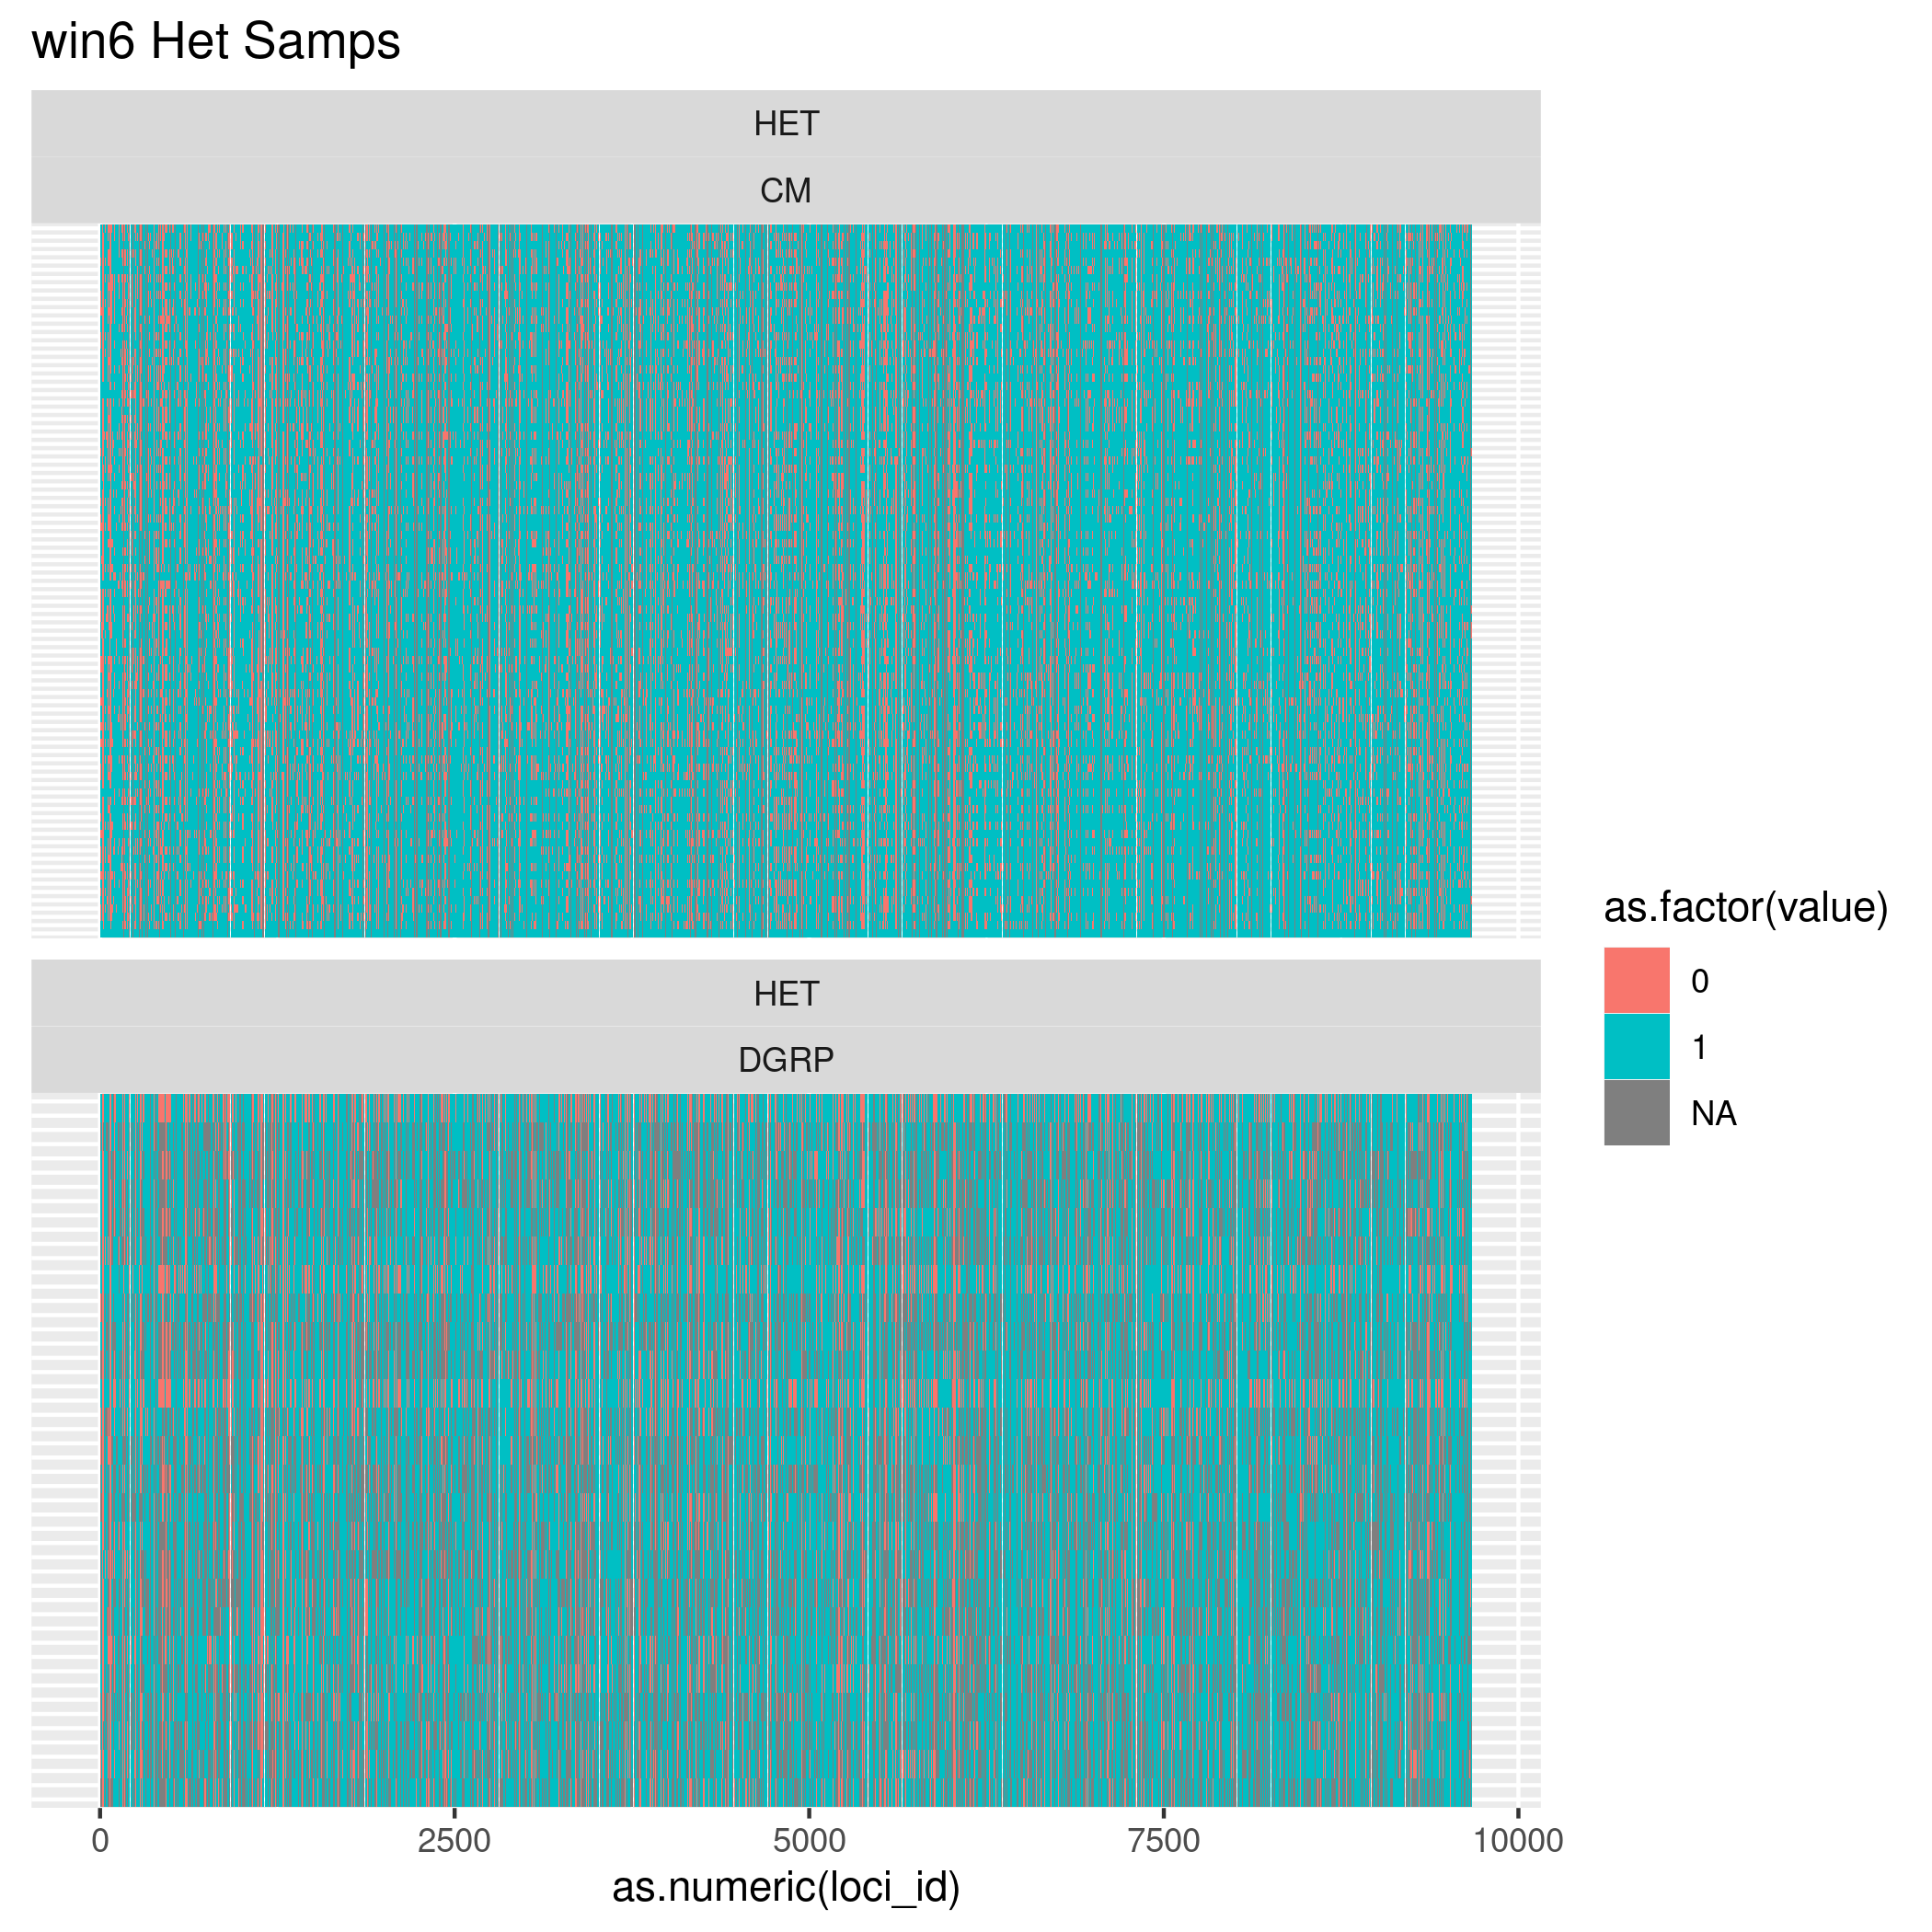 win6 Het Samps
HET
CM
HET
DGRP
as.factor(value)
0
1
NA
0 2500 5000 7500 10000
as.numeric(loci_id)